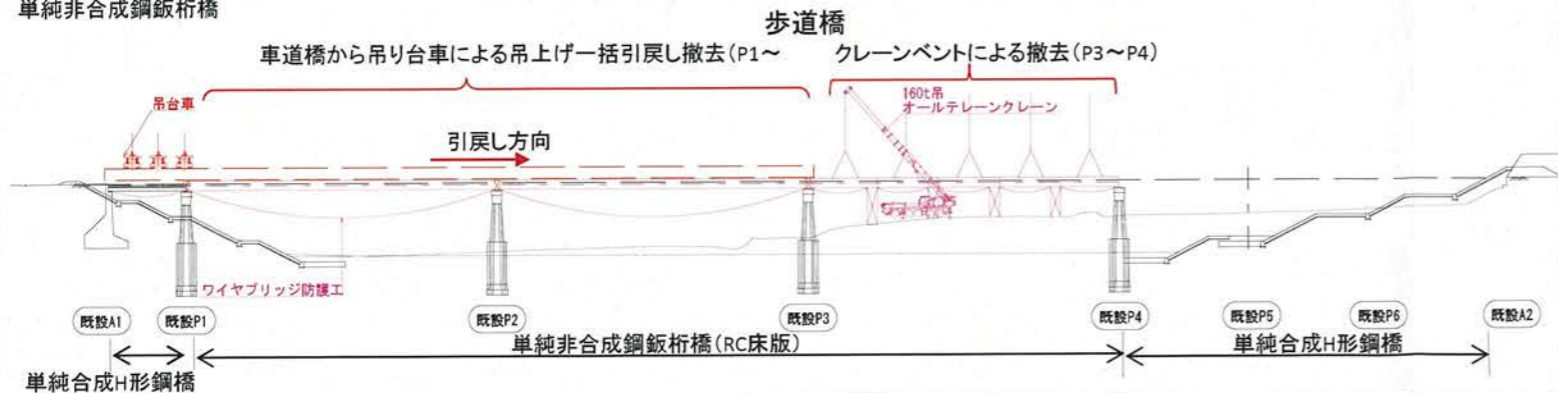 単純非合成鋼鈑桁橋
歩道橋
車道橋から吊り台車による吊上げ一括引戻し撤去(P1～
クレーンベントによる撤去(P3～P4)
吊台車
160t吊
オールテレーンクレーン
引戻し方向
ワイヤブリッジ防護工
既設A1
既設P1
既設P2
既設P3
既設P4
既設P5
既設P6
既設A2
単純非合成鋼鈑桁橋(RC床版)
単純合成H形鋼橋
単純合成H形鋼橋